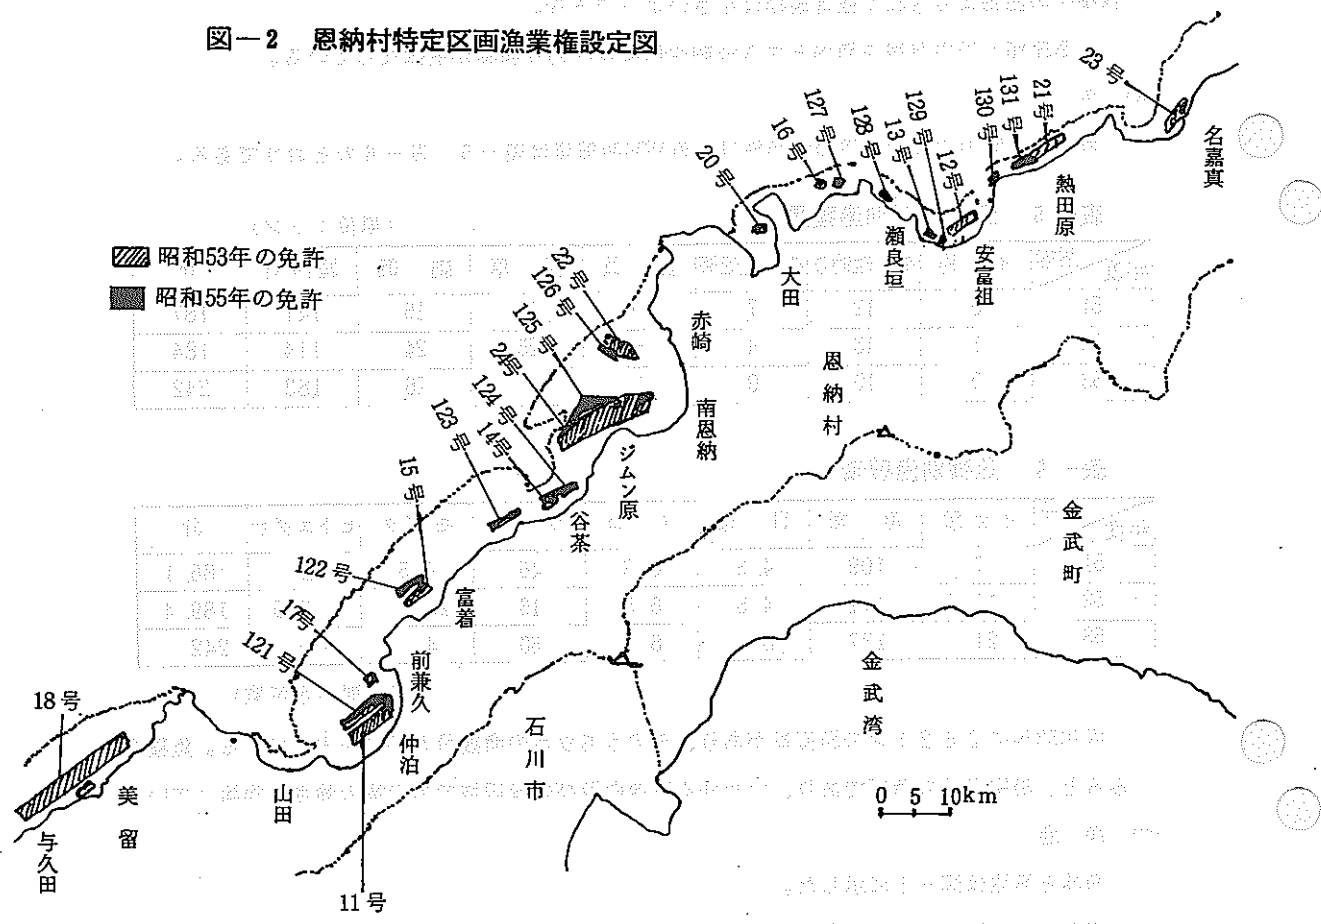 図―2 恩納村特定区画漁業権設定図
昭和53年の免許
昭和55年の免許
23号
21号
131号
130号
12号
129号
13号
128号
127号
16号
20号
22号
126号
125号
24号
124号
14号
123号
15号
122号
17号
121号
18号
11号
名嘉真
熱田原
安富祖
瀬良垣
大田
赤崎
南恩納
ジムン原
谷茶
富着
前兼久
仲泊
山田
美留
与久田
恩納村
金武町
金武湾
石川市
0 5 10km